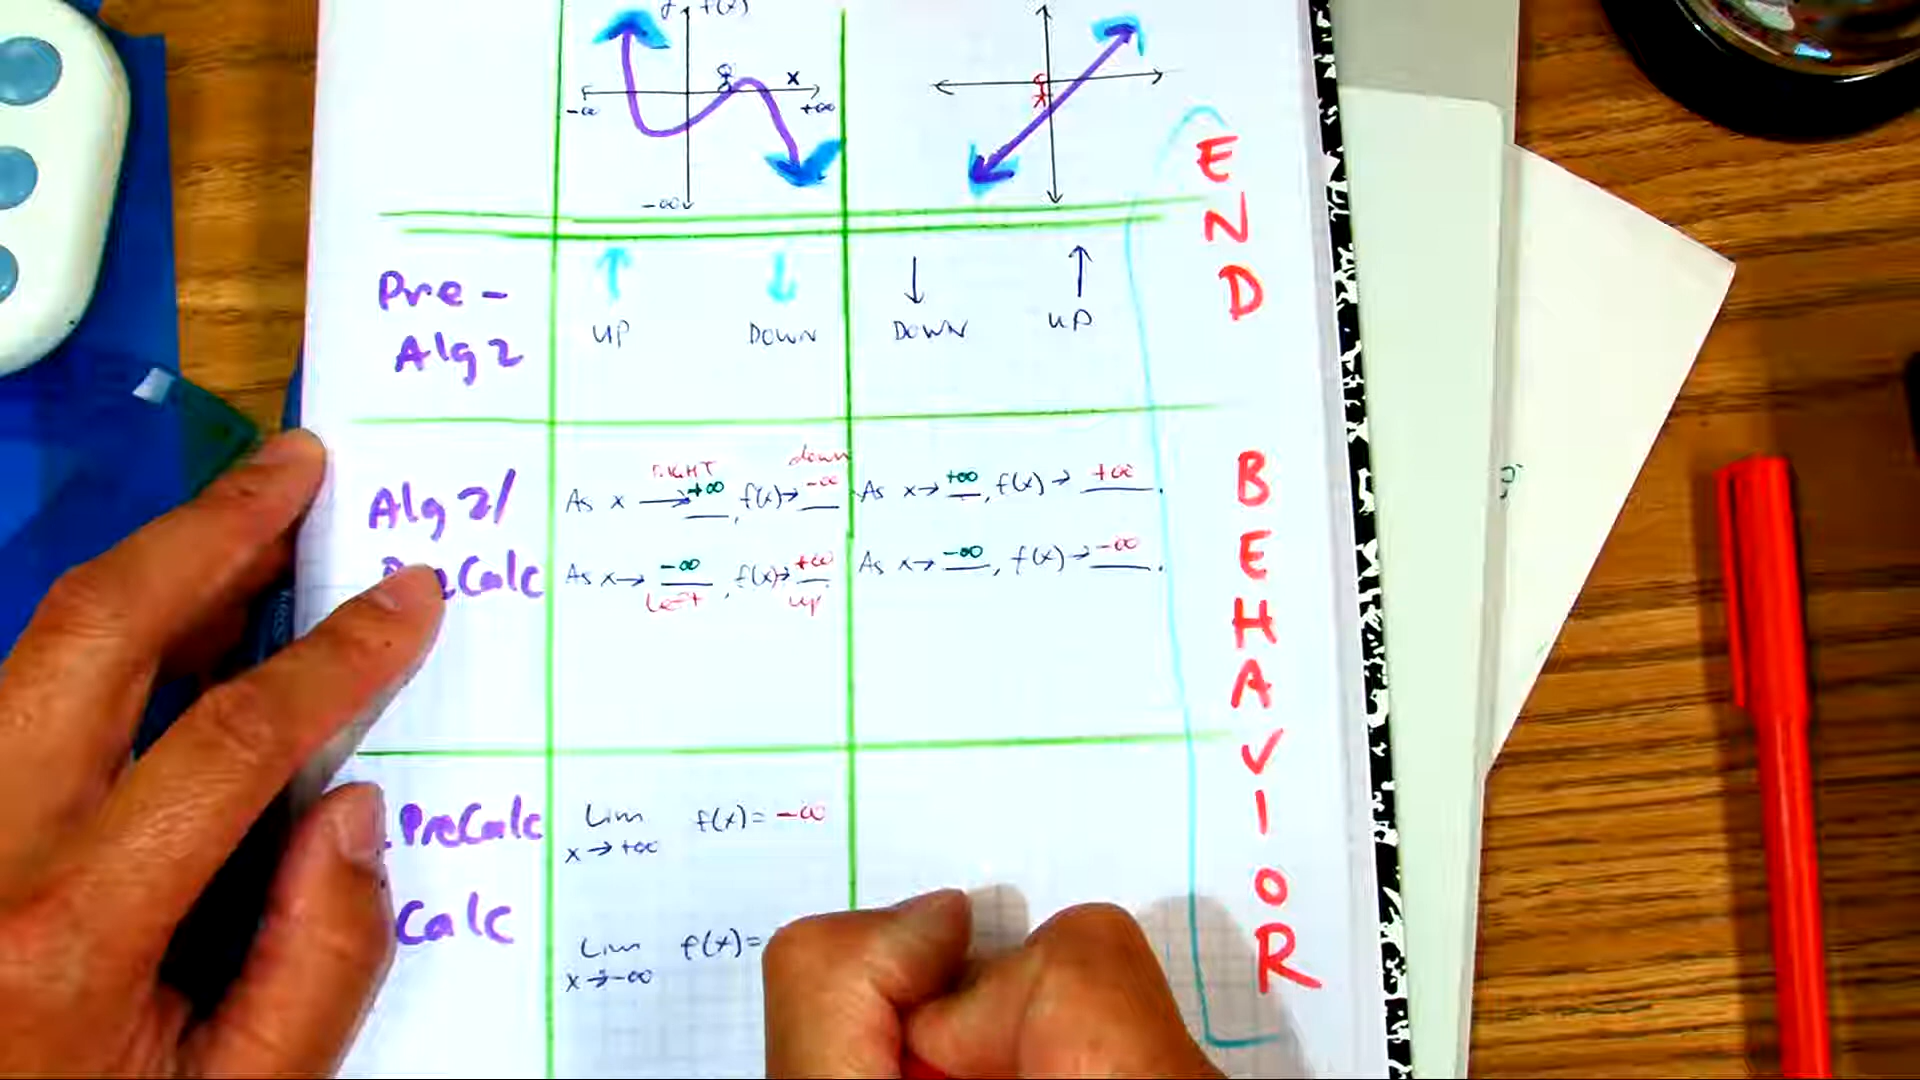 f(x)
x
-∞ +∞
-∞
Pre-
Alg 2
UP DOWN DOWN UP
Alg 2/
PreCalc
RIGHT down
As x → +∞, f(x) → -∞
As x → -∞, f(x) → +∞
left up
As x → +∞, f(x) → +∞.
As x → -∞, f(x) → -∞.
PreCalc
Calc
Lim f(x) = -∞
x → +∞
Lim f(x) =
x → -∞
END
BEHAVIOR